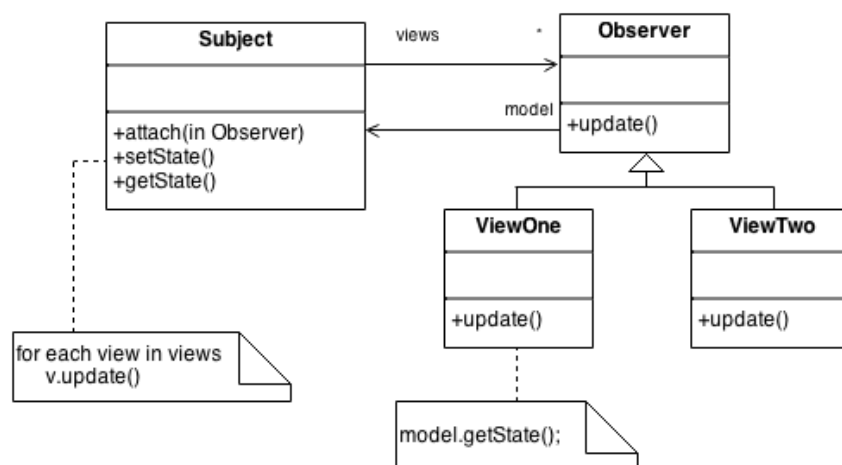 Subject
views
*
Observer
model
+attach(in Observer)
+setState()
+getState()
+update()
ViewOne
ViewTwo
+update()
+update()
for each view in views
v.update()
model.getState();